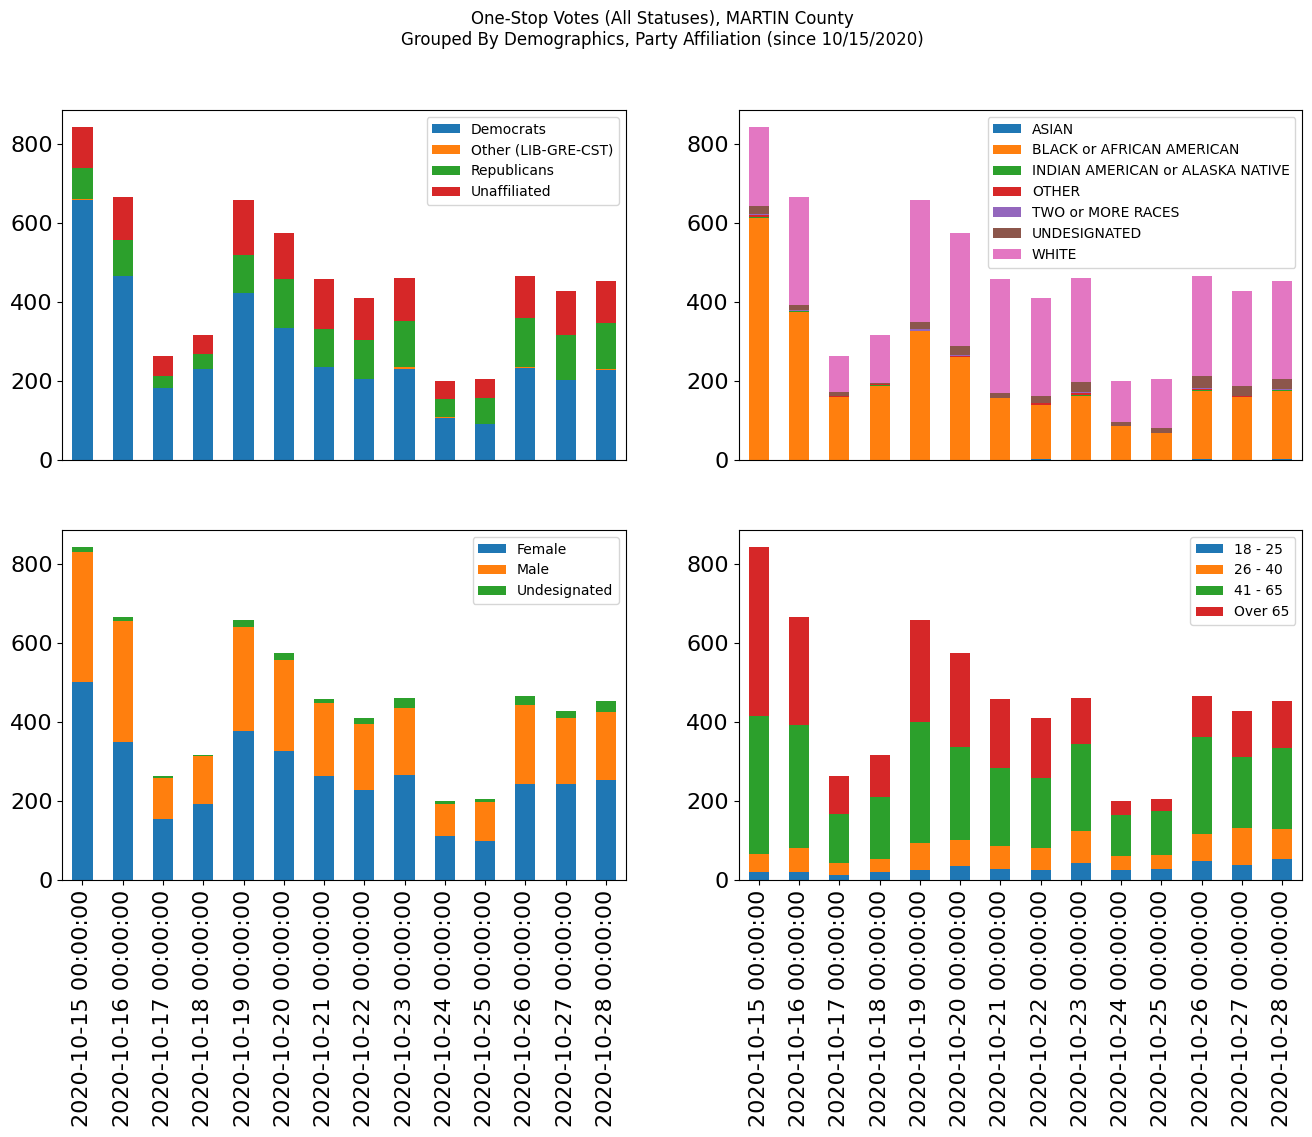 One-Stop Votes (All Statuses), MARTIN County
Grouped By Demographics, Party Affiliation (since 10/15/2020)
800
600
400
200
0
Democrats
Other (LIB-GRE-CST)
Republicans
Unaffiliated
800
600
400
200
0
ASIAN
BLACK or AFRICAN AMERICAN
INDIAN AMERICAN or ALASKA NATIVE
OTHER
TWO or MORE RACES
UNDESIGNATED
WHITE
800
600
400
200
0
Female
Male
Undesignated
2020-10-15 00:00:00
2020-10-16 00:00:00
2020-10-17 00:00:00
2020-10-18 00:00:00
2020-10-19 00:00:00
2020-10-20 00:00:00
2020-10-21 00:00:00
2020-10-22 00:00:00
2020-10-23 00:00:00
2020-10-24 00:00:00
2020-10-25 00:00:00
2020-10-26 00:00:00
2020-10-27 00:00:00
2020-10-28 00:00:00
800
600
400
200
0
18 - 25
26 - 40
41 - 65
Over 65
2020-10-15 00:00:00
2020-10-16 00:00:00
2020-10-17 00:00:00
2020-10-18 00:00:00
2020-10-19 00:00:00
2020-10-20 00:00:00
2020-10-21 00:00:00
2020-10-22 00:00:00
2020-10-23 00:00:00
2020-10-24 00:00:00
2020-10-25 00:00:00
2020-10-26 00:00:00
2020-10-27 00:00:00
2020-10-28 00:00:00